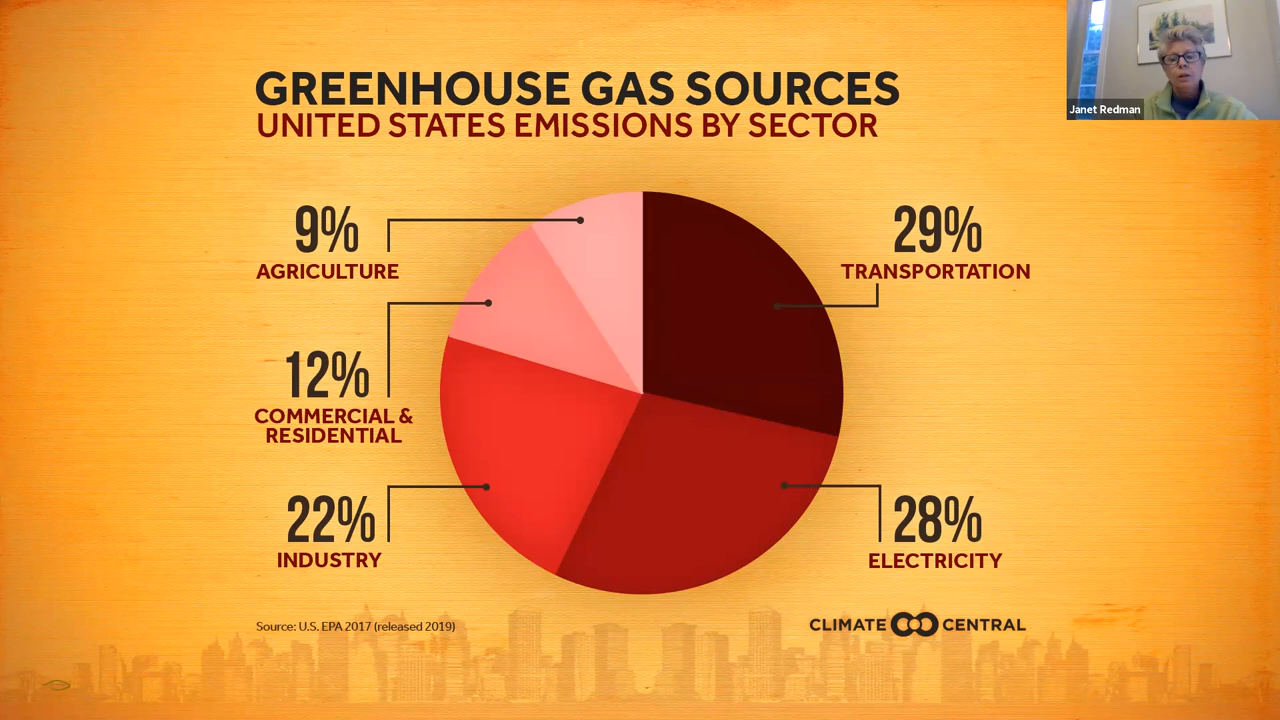 GREENHOUSE GAS SOURCES
UNITED STATES EMISSIONS BY SECTOR
Janet Redman
9%
AGRICULTURE
29%
TRANSPORTATION
12%
COMMERCIAL &
RESIDENTIAL
22%
INDUSTRY
28%
ELECTRICITY
Source: U.S. EPA 2017 (released 2019)
CLIMATE CENTRAL